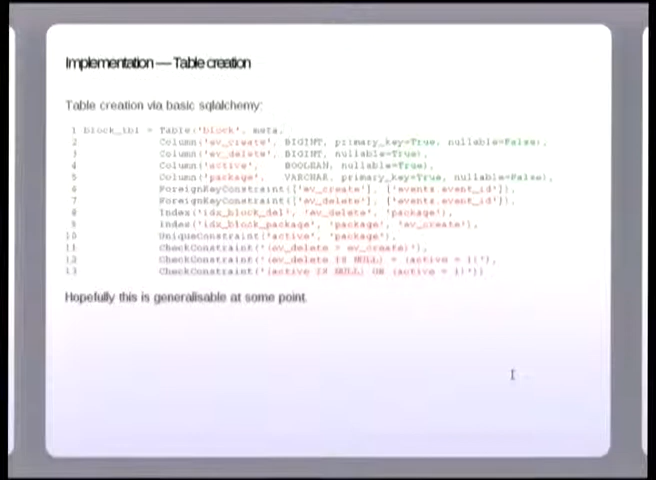 Implementation — Table creation
Table creation via basic sqlalchemy:
1 block_tbl = Table('block', meta,
2 Column('ev_create', BIGINT, primary_key=True, nullable=False),
3 Column('ev_delete', BIGINT, nullable=True),
4 Column('active', BOOLEAN, nullable=True),
5 Column('package', VARCHAR, primary_key=True, nullable=False),
6 ForeignKeyConstraint(['ev_create'], ['events.event_id']),
7 ForeignKeyConstraint(['ev_delete'], ['events.event_id']),
8 Index('idx_block_del', 'ev_delete', 'package'),
9 Index('idx_block_package', 'package', 'ev_create'),
10 UniqueConstraint('active', 'package'),
11 CheckConstraint('(ev_delete > ev_create)'),
12 CheckConstraint('(ev_delete IS NULL) = (active =
13 CheckConstraint('(active IS NULL) OR (active =
Hopefully this is generalisable at some point.